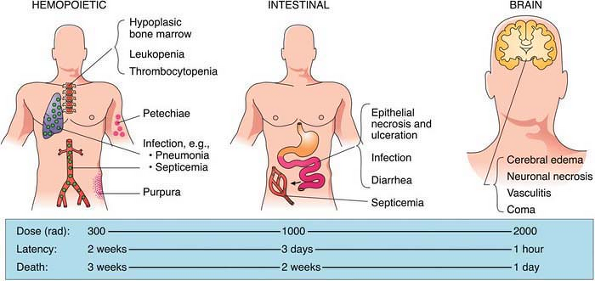 HEMOPOIETIC
Hypoplasic
bone marrow
Leukopenia
Thrombocytopenia
Petechiae
Infection, e.g.,
• Pneumonia
• Septicemia
Purpura
INTESTINAL
Epithelial
necrosis and
ulceration
Infection
Diarrhea
Septicemia
BRAIN
Cerebral edema
Neuronal necrosis
Vasculitis
Coma
Dose (rad): 300 1000 2000
Latency: 2 weeks 3 days 1 hour
Death: 3 weeks 2 weeks 1 day